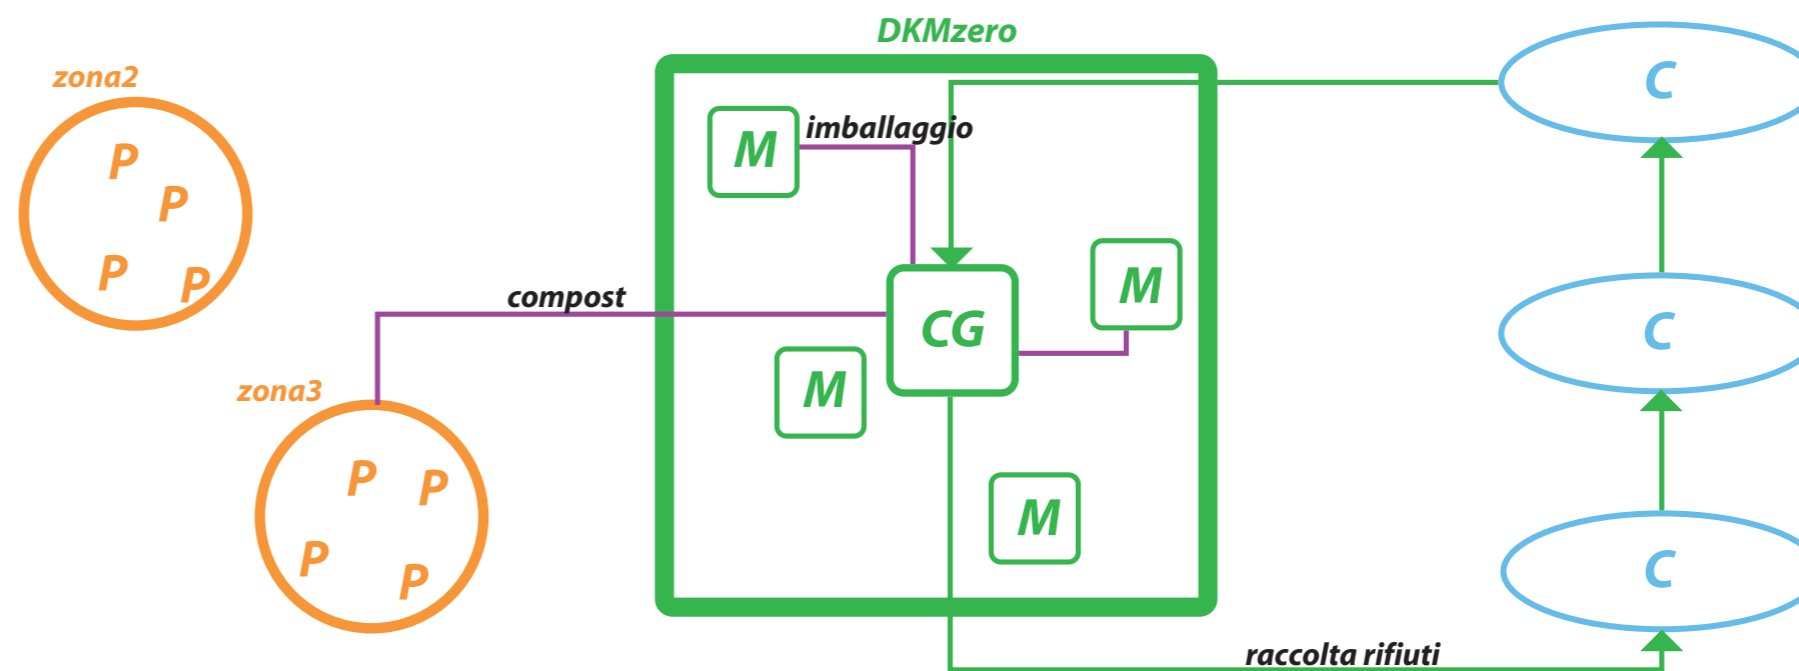 DKMzero
zona2
P
P
P
P
zona3
P
P
P
P
compost
imballaggio
M
M
CG
M
M
raccolta rifiuti
C
C
C